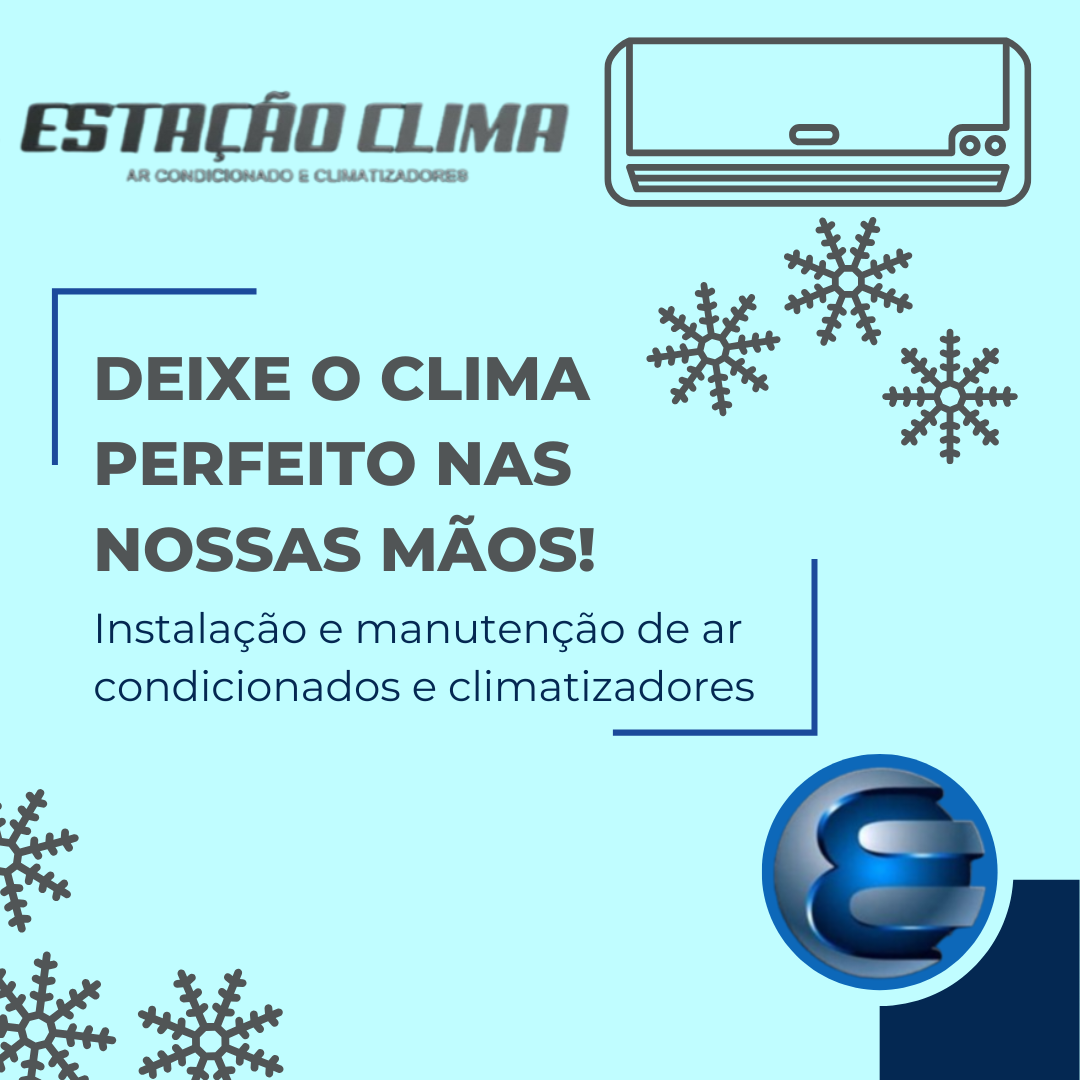 ESTAÇÃO CLIMA
AR CONDICIONADO E CLIMATIZADORES
DEIXE O CLIMA
PERFEITO NAS
NOSSAS MÃOS!
Instalação e manutenção de ar
condicionados e climatizadores